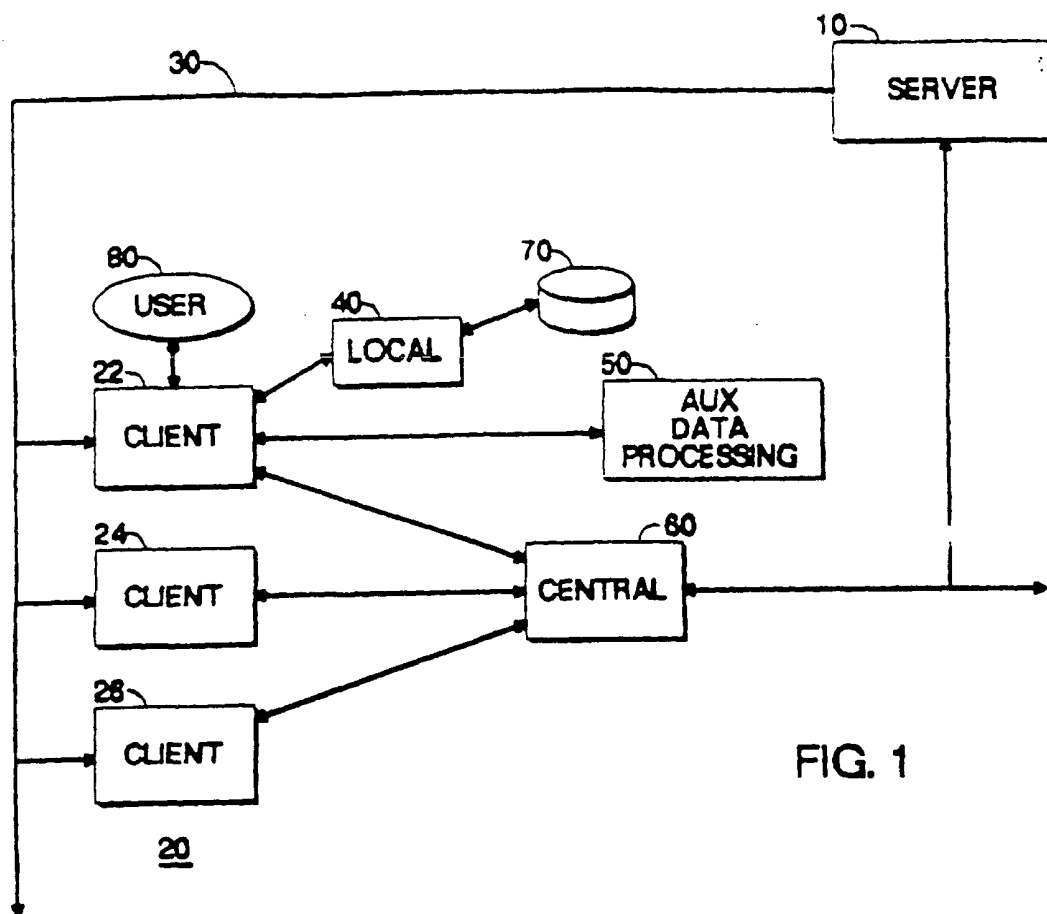 10
30
SERVER
80
70
USER
40
LOCAL
22
50
CLIENT
AUX
DATA
PROCESSING
24
60
CLIENT
CENTRAL
26
CLIENT
FIG. 1
20